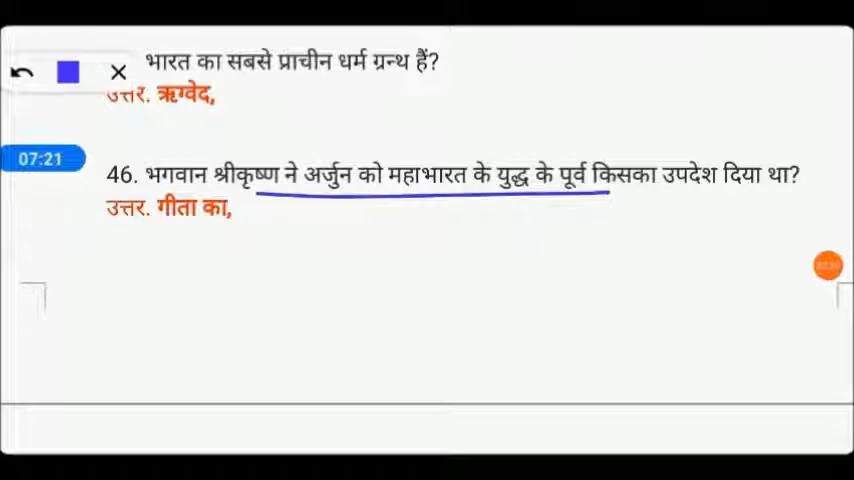 भारत का सबसे प्राचीन धर्म ग्रन्थ हैं?
उत्तर. ऋग्वेद,
07:21
46. भगवान श्रीकृष्ण ने अर्जुन को महाभारत के युद्ध के पूर्व किसका उपदेश दिया था?
उत्तर. गीता का,